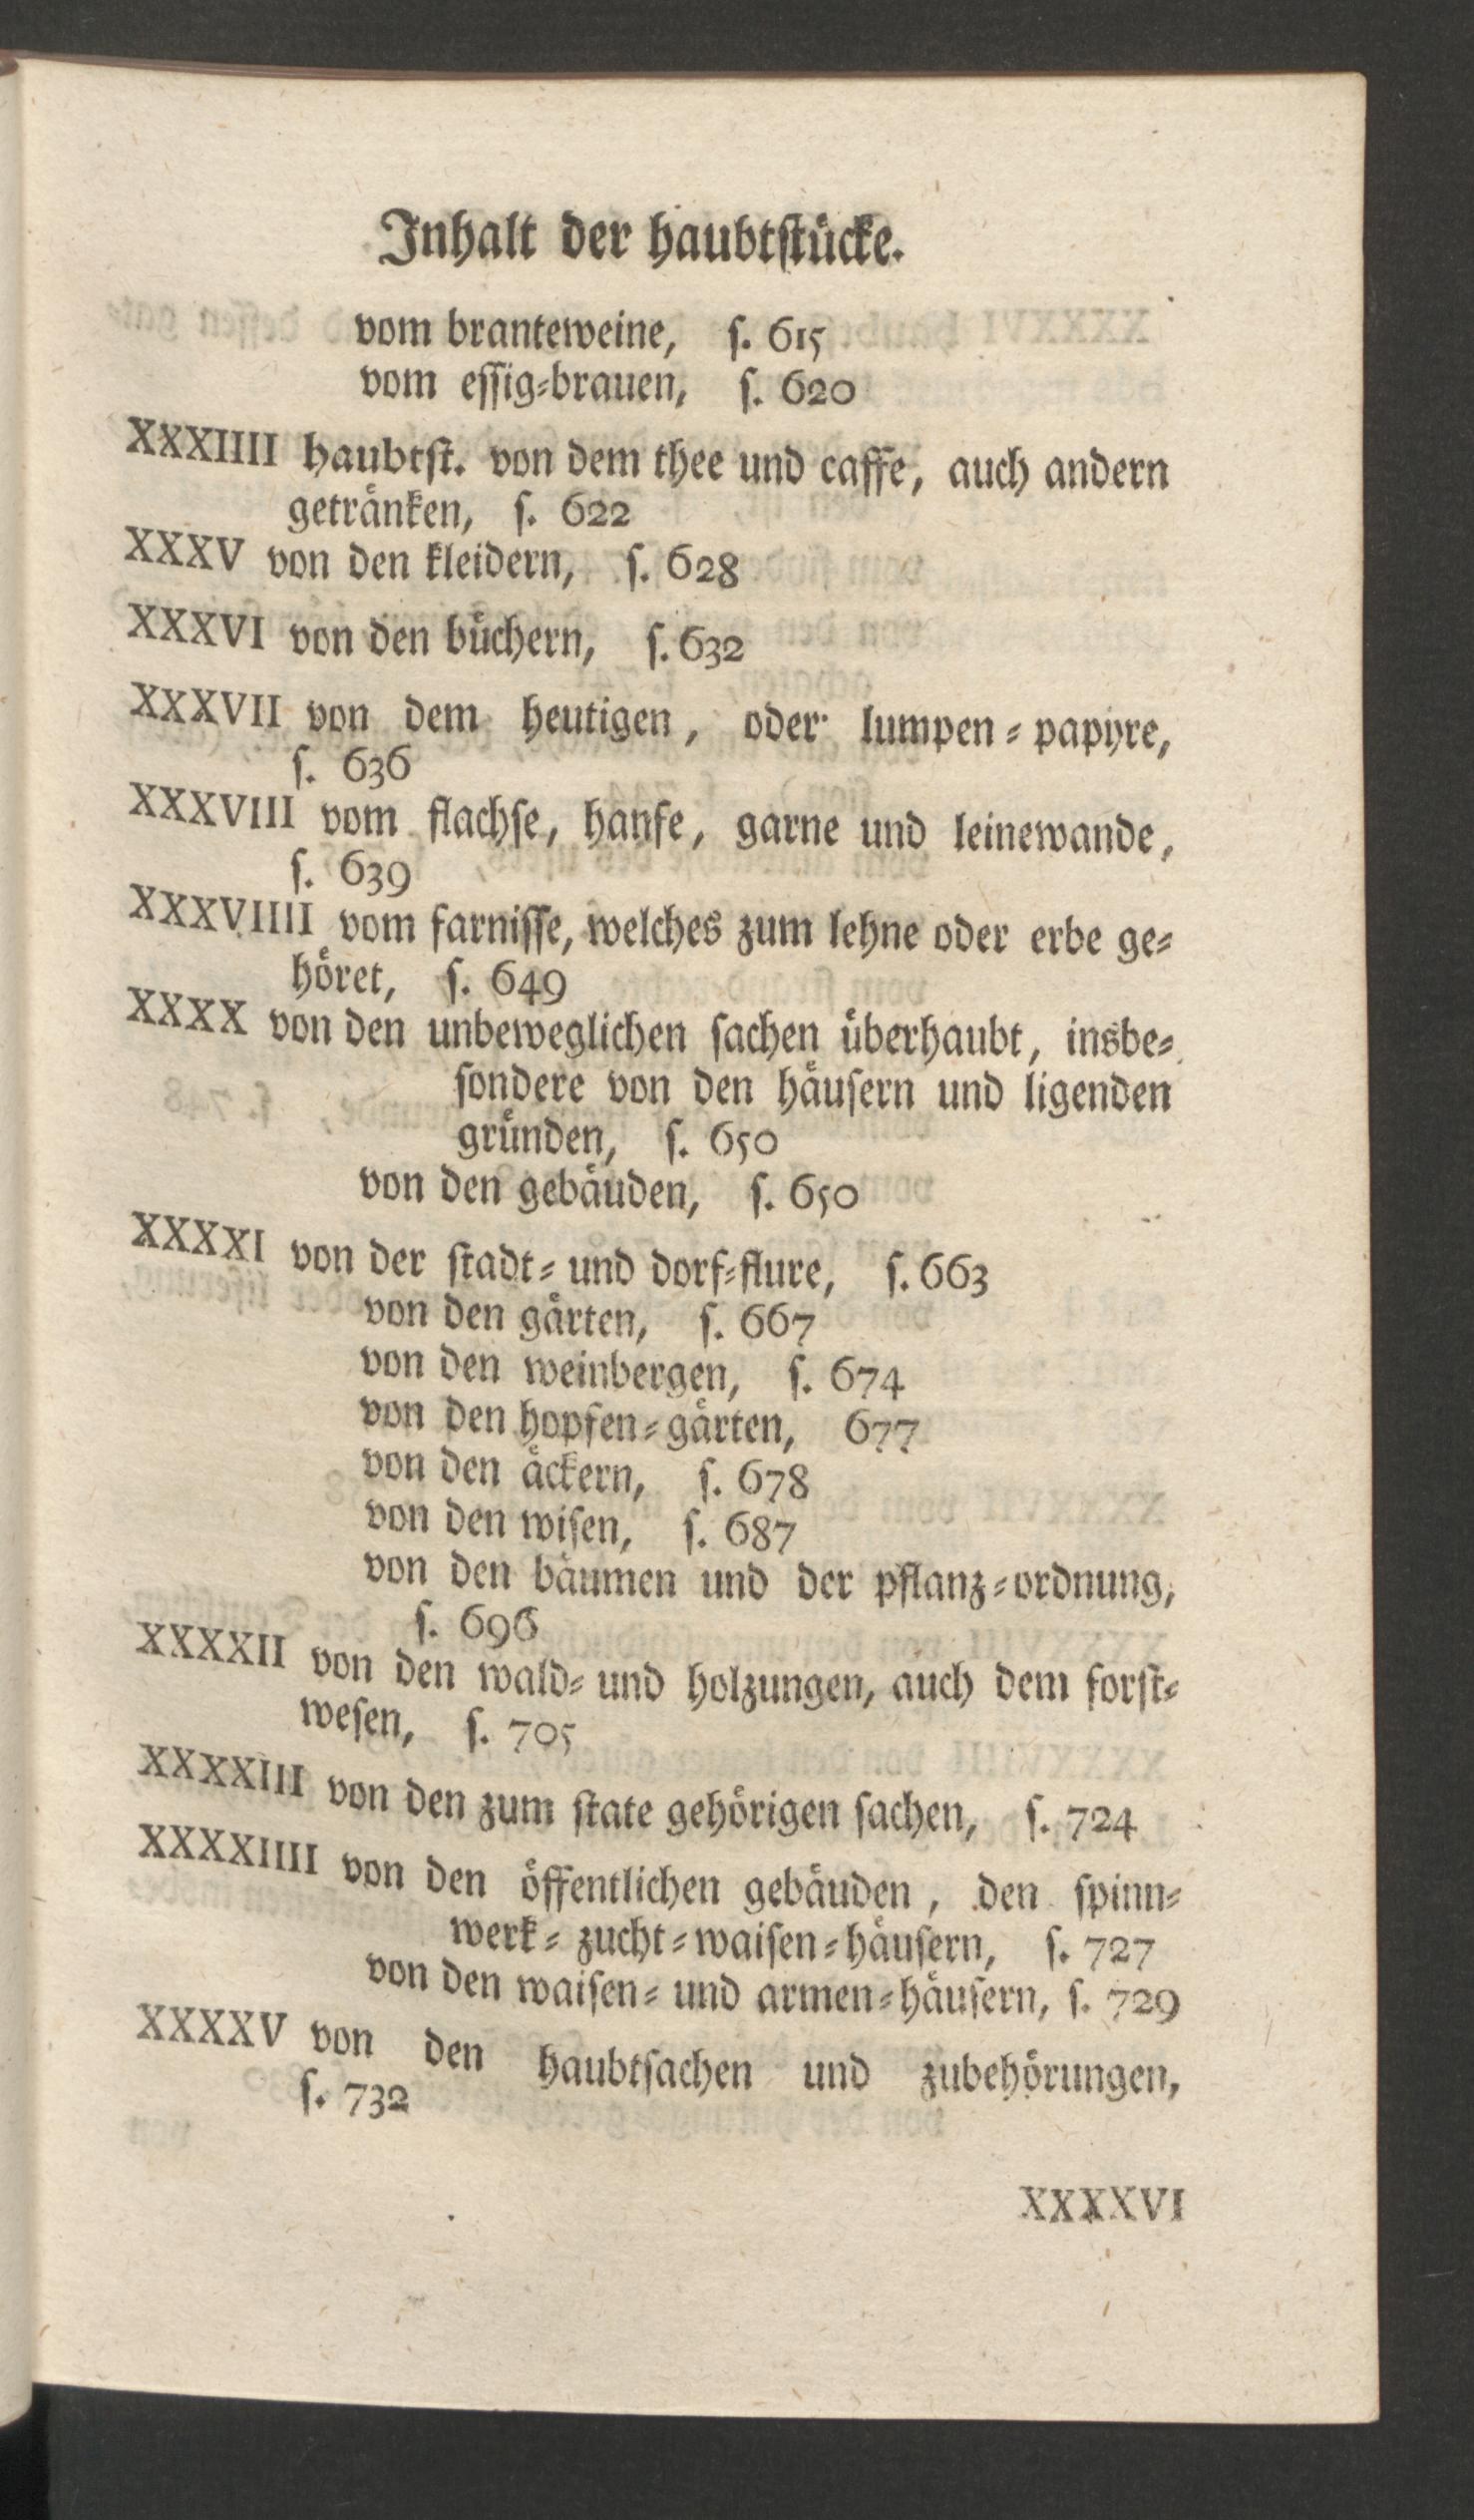 Inhalt der haubtſtücke.
vom branteweine, ſ. 615
vom eſſig-brauen, ſ. 620
XXXIIII haubtſt. von dem thee und caffe, auch andern
getränken, ſ. 622
XXXV von den kleidern, ſ. 628
XXXVI von den büchern, ſ. 632
XXXVII von dem heutigen, oder lumpen-papyre,
ſ. 636
XXXVIII vom flachſe, hanfe, garne und leinewande,
ſ. 639
XXXVIIII vom farniſſe, welches zum lehne oder erbe ge-
höret, ſ. 649
XXXX von den unbeweglichen ſachen überhaubt, insbe-
ſondere von den häuſern und ligenden
gründen, ſ. 650
von den gebäuden, ſ. 650
XXXXI von der ſtadt- und dorf-flure, ſ. 663
von den gärten, ſ. 667
von den weinbergen, ſ. 674
von den hopfen-gärten, 677
von den äckern, ſ. 678
von den wiſen, ſ. 687
von den bäumen und der pflanz-ordnung,
ſ. 696
XXXXII von den wald- und holzungen, auch dem forſt-
weſen, ſ. 705
XXXXIII von den zum ſtate gehörigen ſachen, ſ. 724
XXXXIIII von den öffentlichen gebäuden, den ſpinn-
werk- zucht-waiſen-häuſern, ſ. 727
von den waiſen- und armen-häuſern, ſ. 729
XXXXV von den haubtſachen und zubehörungen,
ſ. 732
XXXXVI